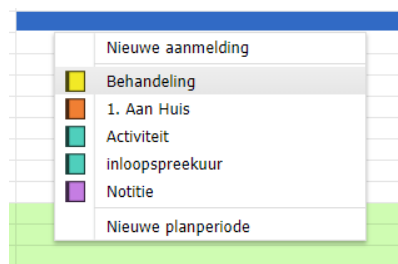 Nieuwe aanmelding
Behandeling
1. Aan Huis
Activiteit
inloopspreekuur
Notitie
Nieuwe planperiode